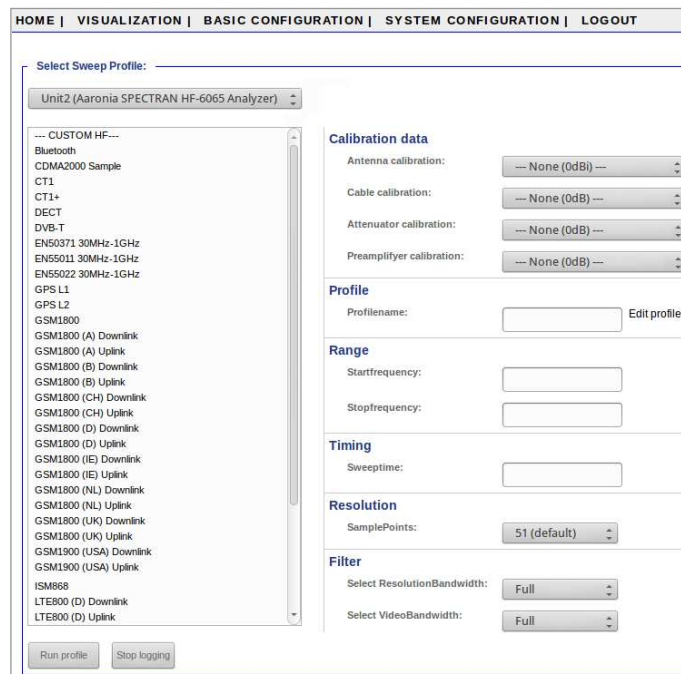 HOME | VISUALIZATION | BASIC CONFIGURATION | SYSTEM CONFIGURATION | LOGOUT
Select Sweep Profile:
Unit2 (Aaronia SPECTRAN HF-6065 Analyzer)
--- CUSTOM HF---
Bluetooth
CDMA2000 Sample
CT1
CT1+
DECT
DVB-T
EN50371 30MHz-1GHz
EN55011 30MHz-1GHz
EN55022 30MHz-1GHz
GPS L1
GPS L2
GSM1800
GSM1800 (A) Downlink
GSM1800 (A) Uplink
GSM1800 (B) Downlink
GSM1800 (B) Uplink
GSM1800 (CH) Downlink
GSM1800 (CH) Uplink
GSM1800 (D) Downlink
GSM1800 (D) Uplink
GSM1800 (IE) Downlink
GSM1800 (IE) Uplink
GSM1800 (NL) Downlink
GSM1800 (NL) Uplink
GSM1800 (UK) Downlink
GSM1800 (UK) Uplink
GSM1900 (USA) Downlink
GSM1900 (USA) Uplink
ISM868
LTE800 (D) Downlink
LTE800 (D) Uplink
Run profile Stop logging
Calibration data
Antenna calibration: --- None (0dBi) ---
Cable calibration: --- None (0dB) ---
Attenuator calibration: --- None (0dB) ---
Preamplifyer calibration: --- None (0dB) ---
Profile
Profilename: Edit profile
Range
Startfrequency:
Stopfrequency:
Timing
Sweeptime:
Resolution
SamplePoints: 51 (default)
Filter
Select ResolutionBandwidth: Full
Select VideoBandwidth: Full